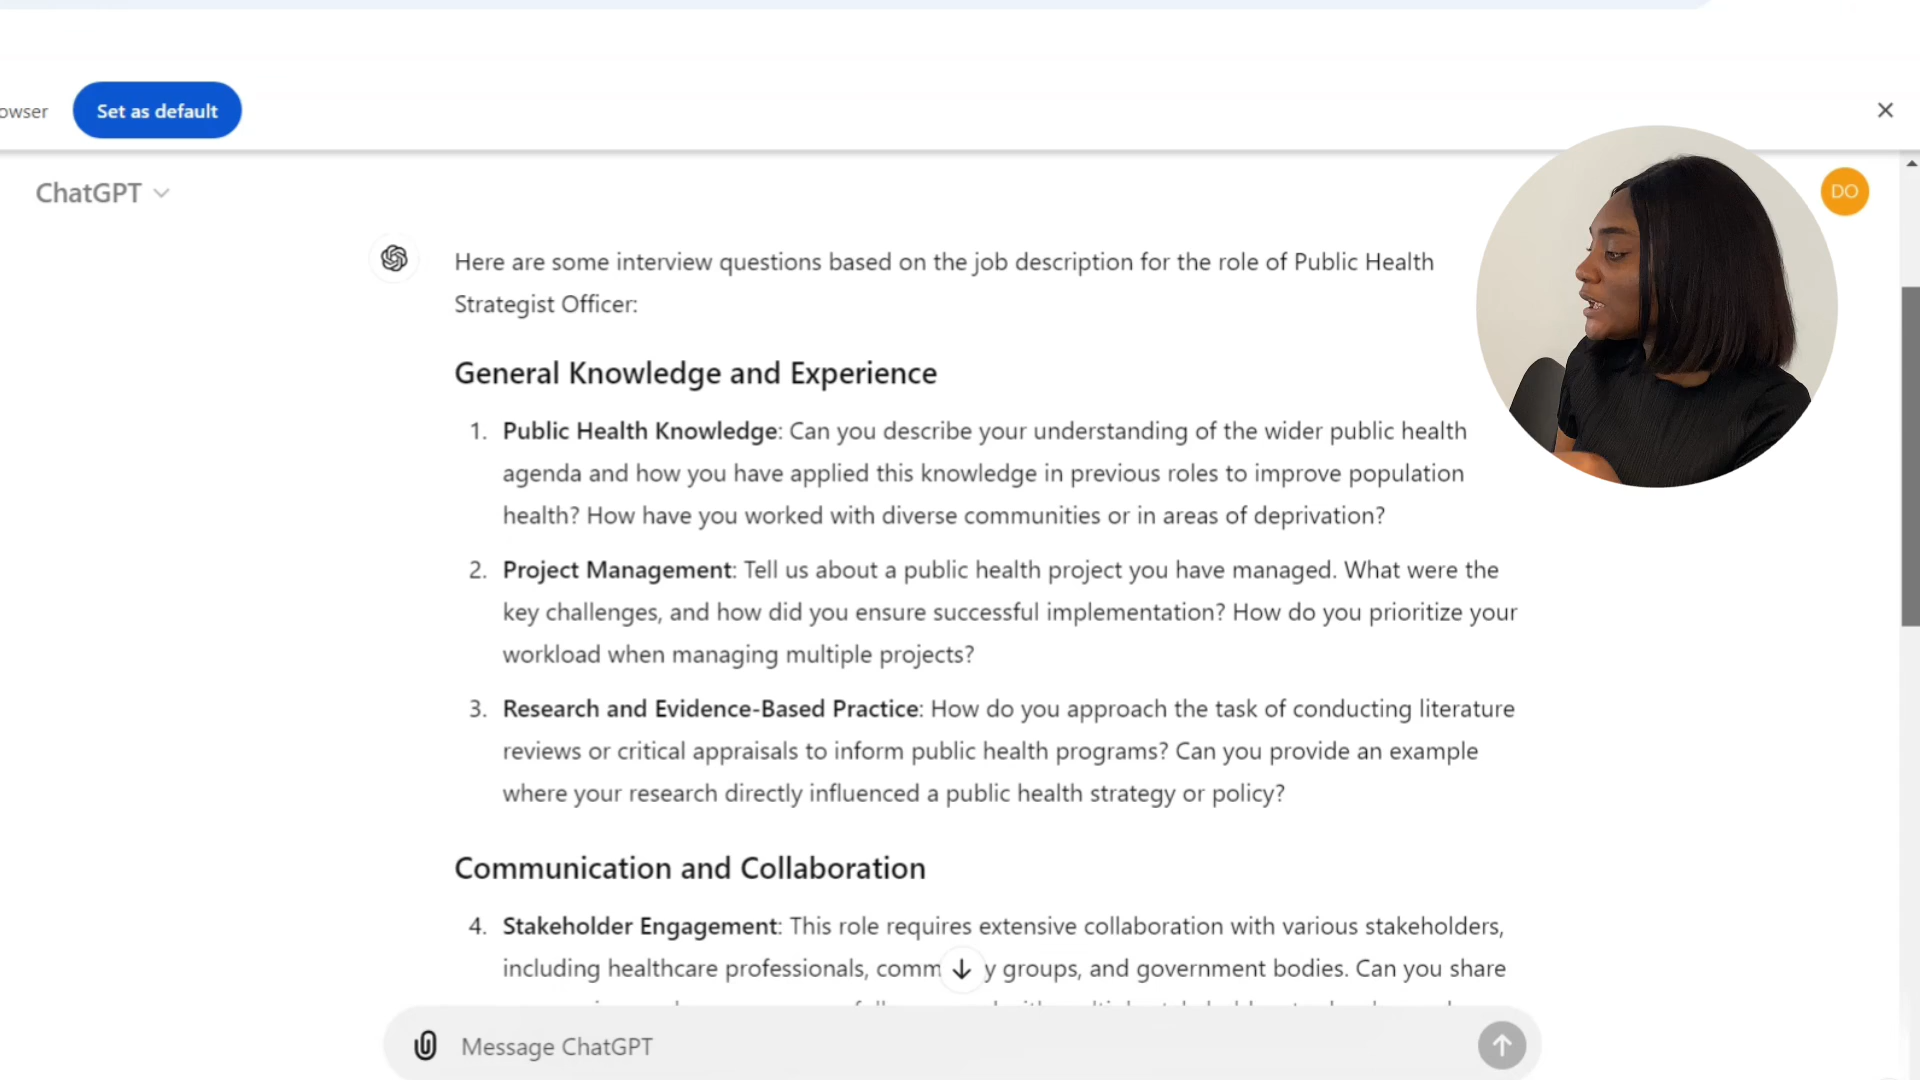 owser
Set as default
ChatGPT
DO
Here are some interview questions based on the job description for the role of Public Health
Strategist Officer:
General Knowledge and Experience
1. Public Health Knowledge: Can you describe your understanding of the wider public health
agenda and how you have applied this knowledge in previous roles to improve population
health? How have you worked with diverse communities or in areas of deprivation?
2. Project Management: Tell us about a public health project you have managed. What were the
key challenges, and how did you ensure successful implementation? How do you prioritize your
workload when managing multiple projects?
3. Research and Evidence-Based Practice: How do you approach the task of conducting literature
reviews or critical appraisals to inform public health programs? Can you provide an example
where your research directly influenced a public health strategy or policy?
Communication and Collaboration
4. Stakeholder Engagement: This role requires extensive collaboration with various stakeholders,
including healthcare professionals, comm y groups, and government bodies. Can you share
Message ChatGPT